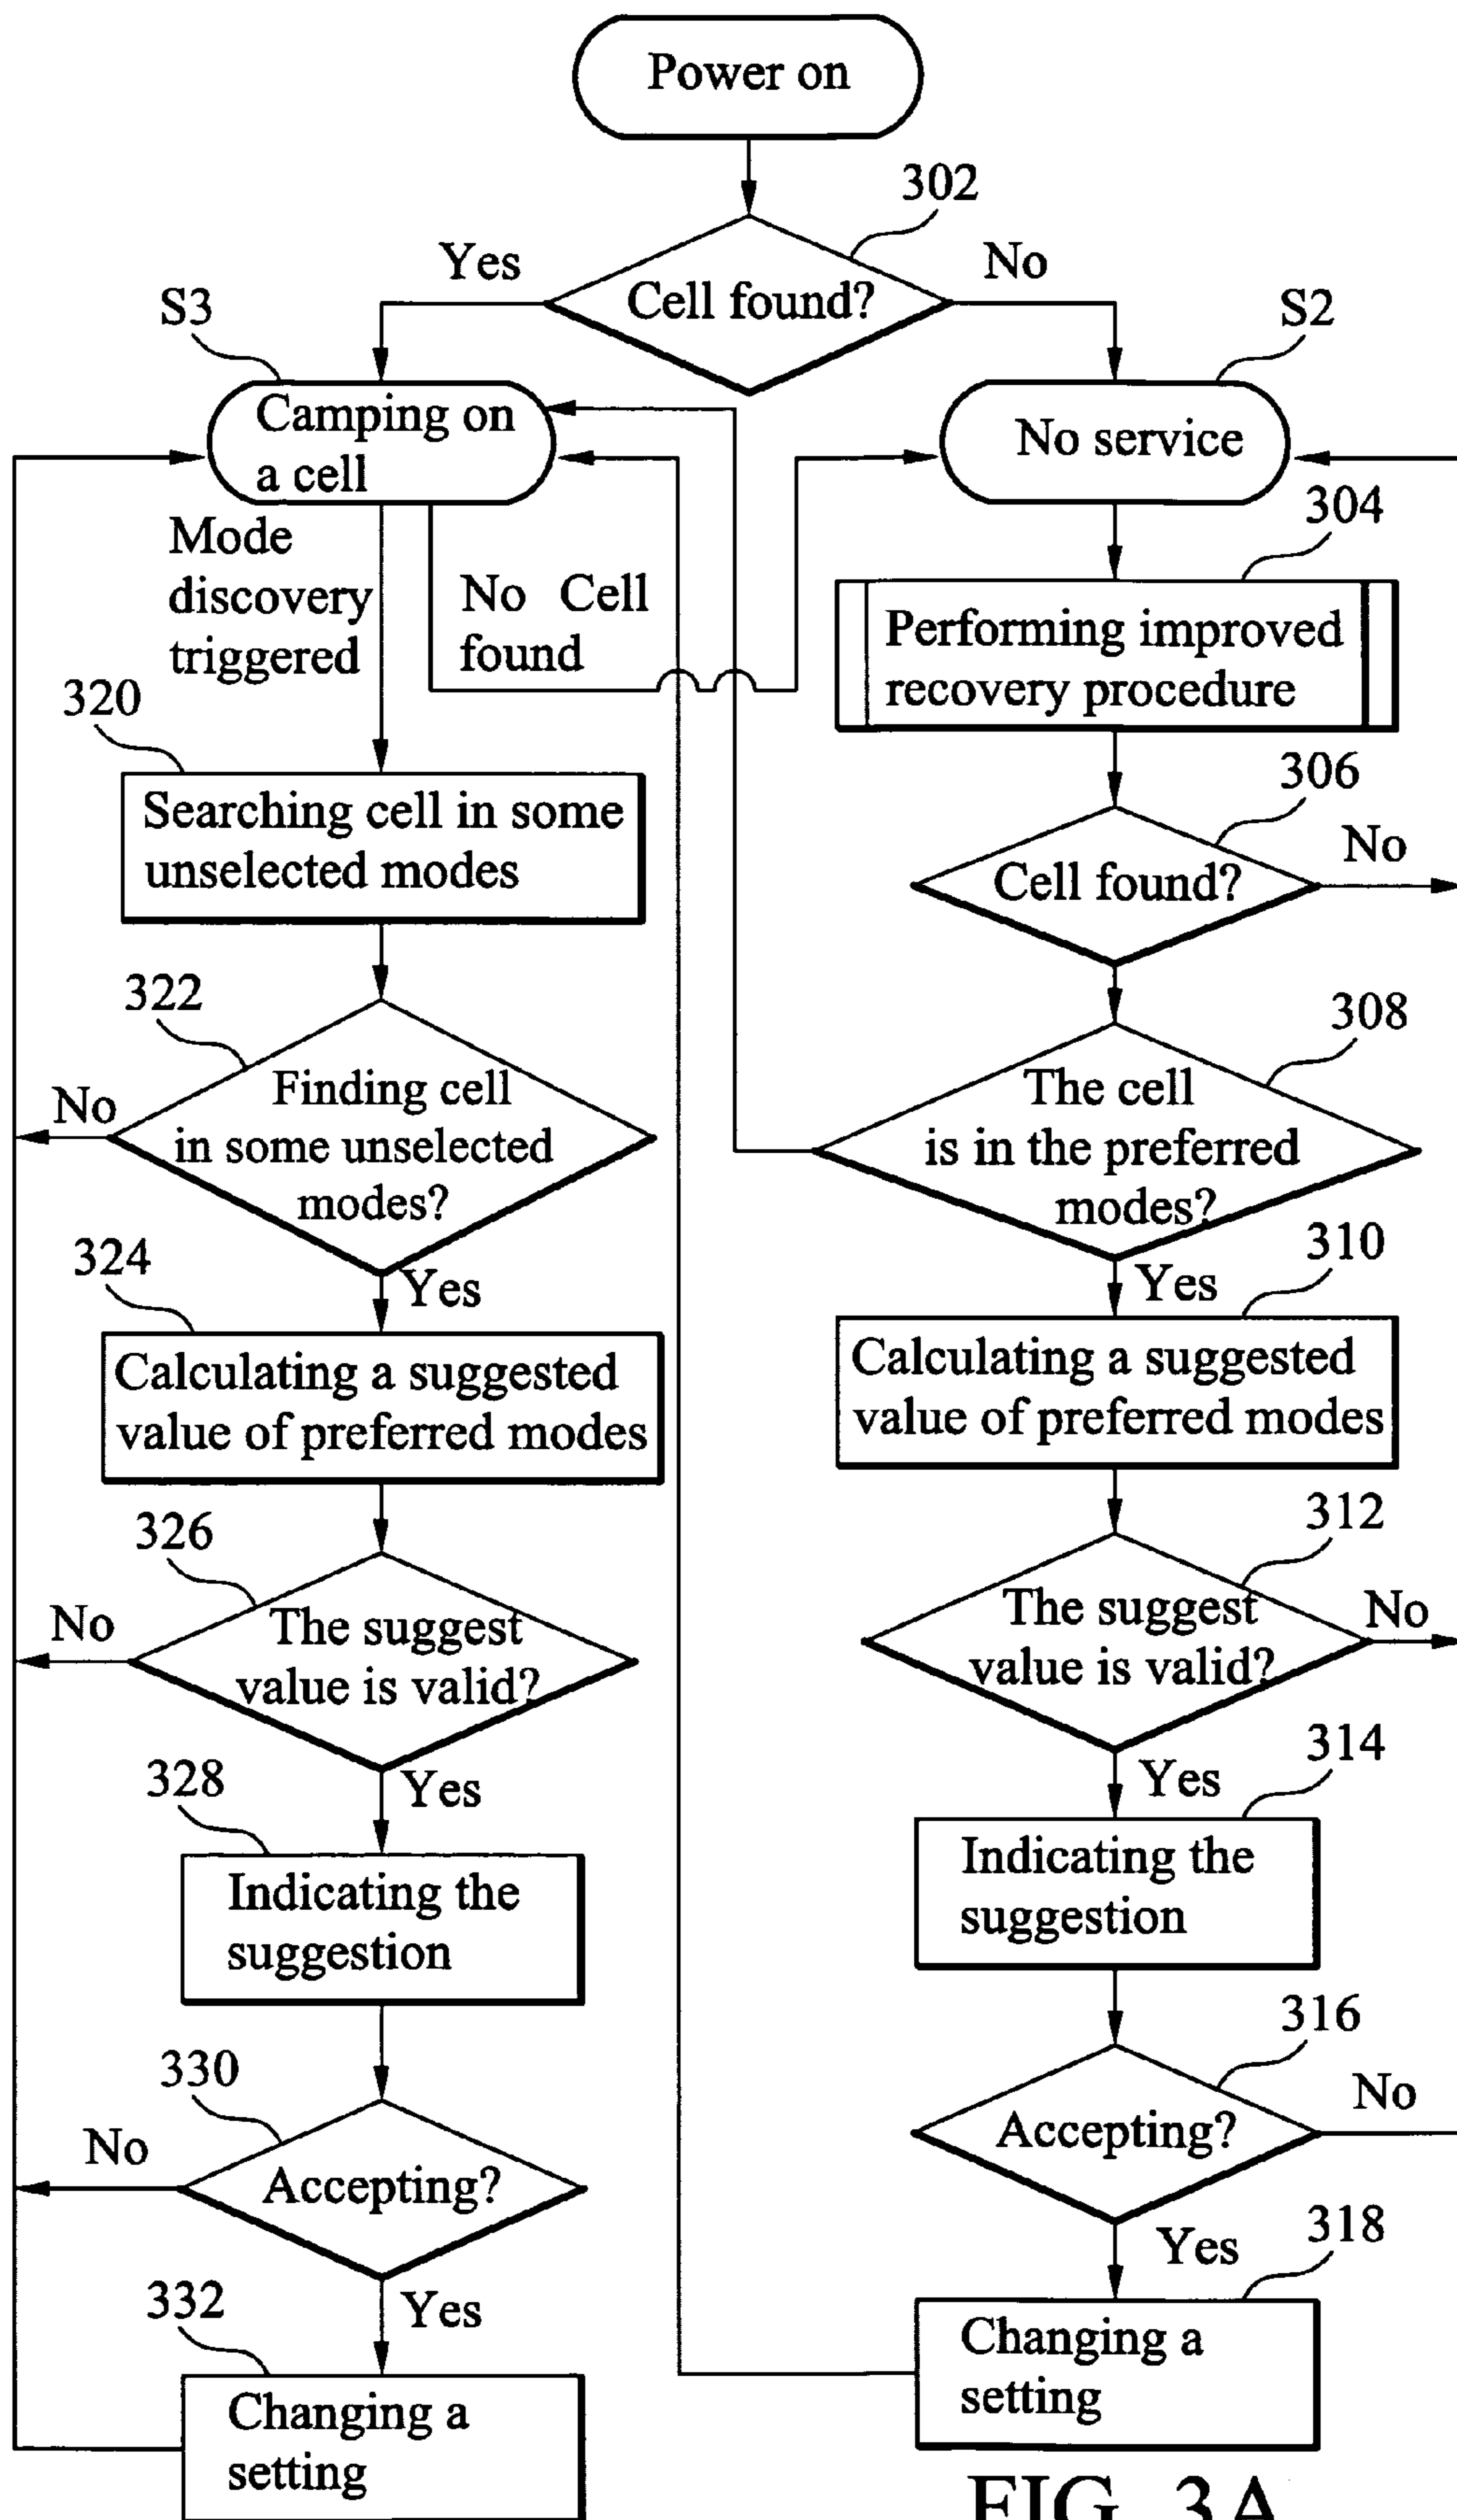 Power on
302
Yes
No
Cell found?
S3
S2
Camping on
a cell
No service
Mode
discovery
triggered
No Cell
found
304
Performing improved
recovery procedure
320
306
Searching cell in some
unselected modes
Cell found?
No
322
308
No
Finding cell
in some unselected
modes?
The cell
is in the preferred
modes?
324
Yes
310
Yes
Calculating a suggested
value of preferred modes
Calculating a suggested
value of preferred modes
326
312
No
The suggest
value is valid?
The suggest
value is valid?
No
328
Yes
314
Yes
Indicating the
suggestion
Indicating the
suggestion
330
316
No
Accepting?
Accepting?
No
332
Yes
318
Yes
Changing a
setting
Changing a
setting
FIG. 3A